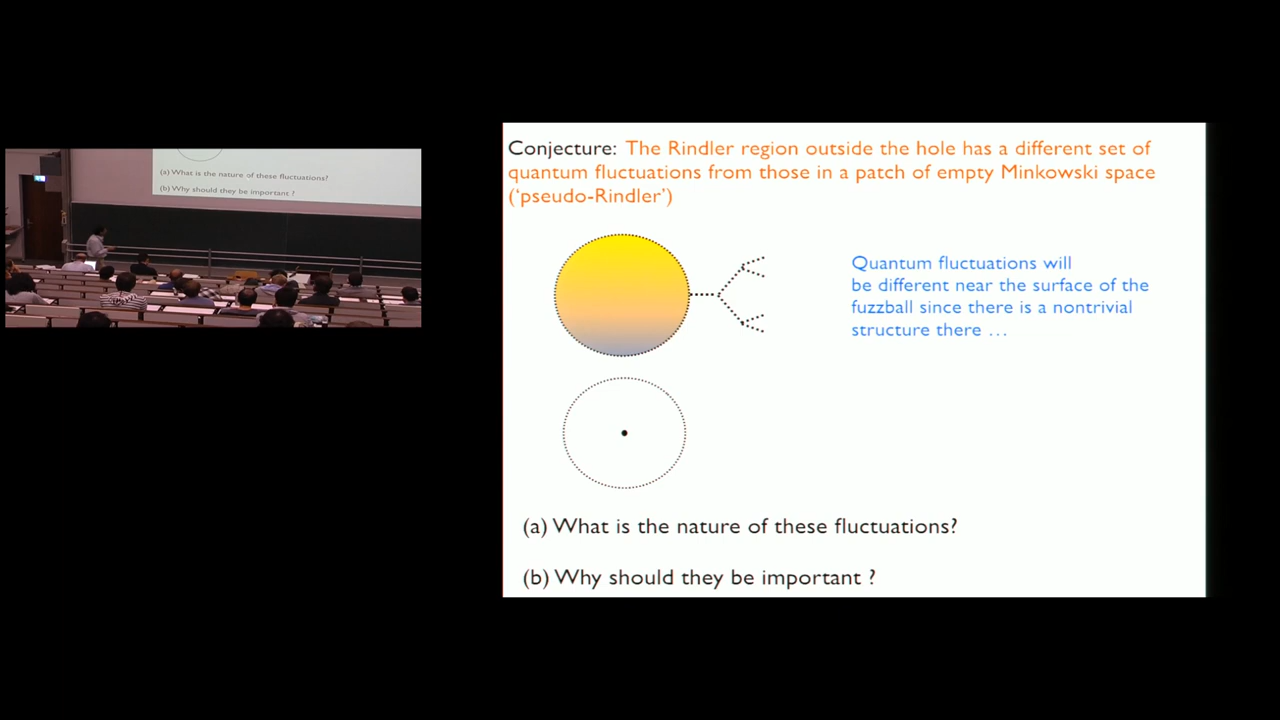 Conjecture: The Rindler region outside the hole has a different set of
quantum fluctuations from those in a patch of empty Minkowski space
(‘pseudo-Rindler’)
Quantum fluctuations will
be different near the surface of the
fuzzball since there is a nontrivial
structure there …
(a) What is the nature of these fluctuations?
(b) Why should they be important ?
(a) What is the nature of these fluctuations?
(b) Why should they be important ?